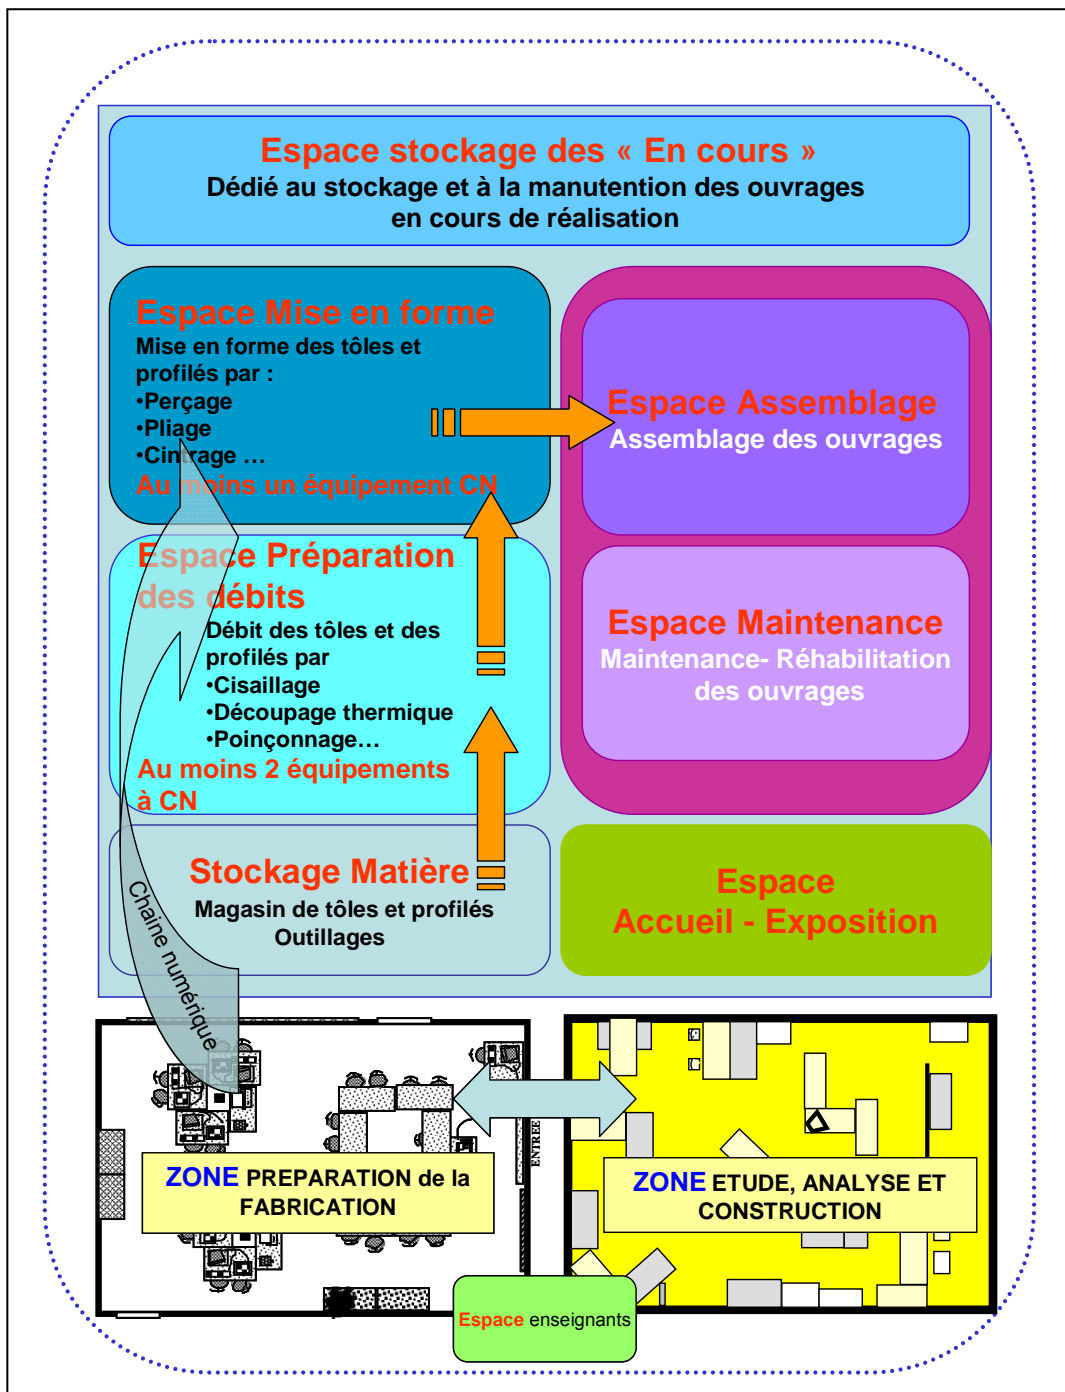 Espace stockage des « En cours »
Dédié au stockage et à la manutention des ouvrages
en cours de réalisation
Espace Mise en forme
Mise en forme des tôles et
profilés par :
•Perçage
•Pliage
•Cintrage ...
Au moins un équipement CN
Espace Assemblage
Assemblage des ouvrages
Espace Préparation
des débits
Débit des tôles et des
profilés par
•Cisaillage
•Découpage thermique
•Poinçonnage...
Au moins 2 équipements
à CN
Espace Maintenance
Maintenance- Réhabilitation
des ouvrages
Stockage Matière
Magasin de tôles et profilés
Outillages
Espace
Accueil - Exposition
Chaine numérique
ENTREE
ZONE PREPARATION de la
FABRICATION
ZONE ETUDE, ANALYSE ET
CONSTRUCTION
Espace enseignants